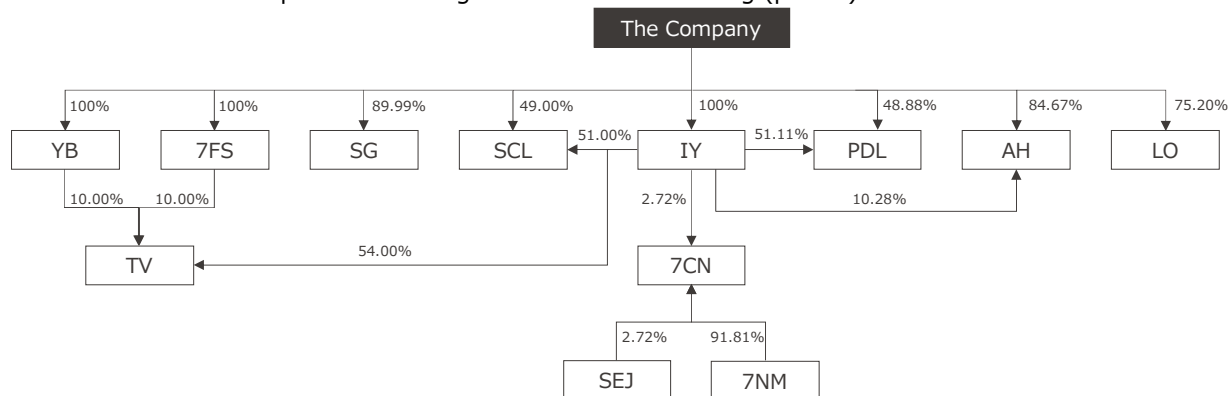 The Company
100%
100%
89.99%
49.00%
100%
48.88%
84.67%
75.20%
YB
7FS
SG
SCL
51.00%
IY
51.11%
PDL
AH
LO
10.00%
10.00%
2.72%
10.28%
TV
54.00%
7CN
2.72%
91.81%
SEJ
7NM